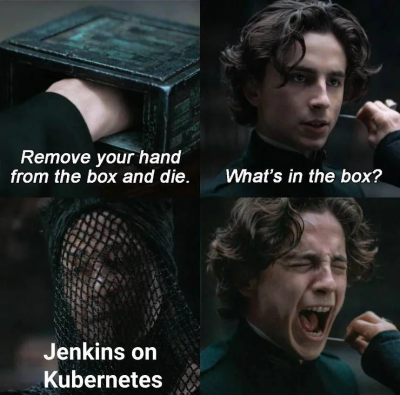 Remove your hand
from the box and die.
What's in the box?
Jenkins on
Kubernetes